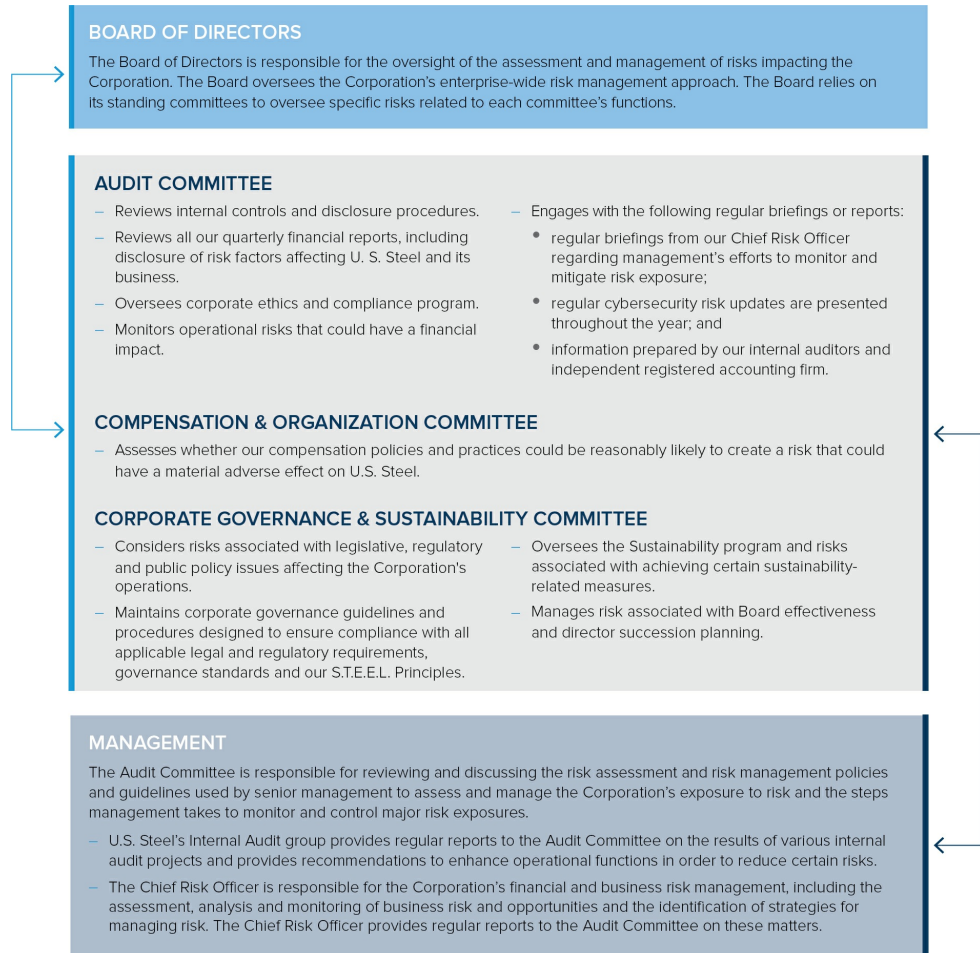 BOARD OF DIRECTORS
The Board of Directors is responsible for the oversight of the assessment and management of risks impacting the
Corporation. The Board oversees the Corporation's enterprise-wide risk management approach. The Board relies on
its standing committees to oversee specific risks related to each committee's functions.
AUDIT COMMITTEE
– Reviews internal controls and disclosure procedures.
– Reviews all our quarterly financial reports, including
disclosure of risk factors affecting U. S. Steel and its
business.
– Oversees corporate ethics and compliance program.
– Monitors operational risks that could have a financial
impact.
– Engages with the following regular briefings or reports:
• regular briefings from our Chief Risk Officer
regarding management's efforts to monitor and
mitigate risk exposure;
• regular cybersecurity risk updates are presented
throughout the year; and
• information prepared by our internal auditors and
independent registered accounting firm.
COMPENSATION & ORGANIZATION COMMITTEE
– Assesses whether our compensation policies and practices could be reasonably likely to create a risk that could
have a material adverse effect on U.S. Steel.
CORPORATE GOVERNANCE & SUSTAINABILITY COMMITTEE
– Considers risks associated with legislative, regulatory
and public policy issues affecting the Corporation's
operations.
– Maintains corporate governance guidelines and
procedures designed to ensure compliance with all
applicable legal and regulatory requirements,
governance standards and our S.T.E.E.L. Principles.
– Oversees the Sustainability program and risks
associated with achieving certain sustainability-
related measures.
– Manages risk associated with Board effectiveness
and director succession planning.
MANAGEMENT
The Audit Committee is responsible for reviewing and discussing the risk assessment and risk management policies
and guidelines used by senior management to assess and manage the Corporation's exposure to risk and the steps
management takes to monitor and control major risk exposures.
– U.S. Steel's Internal Audit group provides regular reports to the Audit Committee on the results of various internal
audit projects and provides recommendations to enhance operational functions in order to reduce certain risks.
– The Chief Risk Officer is responsible for the Corporation's financial and business risk management, including the
assessment, analysis and monitoring of business risk and opportunities and the identification of strategies for
managing risk. The Chief Risk Officer provides regular reports to the Audit Committee on these matters.